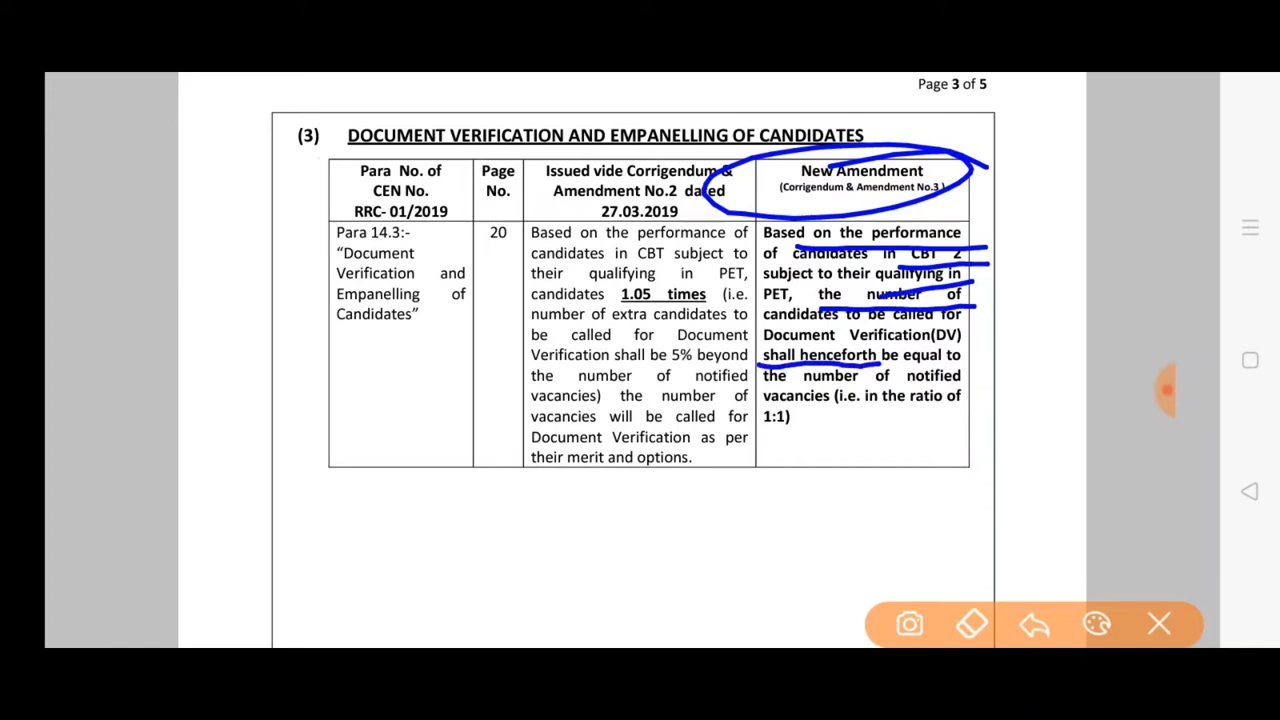 Page 3 of 5
(3) DOCUMENT VERIFICATION AND EMPANELLING OF CANDIDATES
Para No. of
CEN No.
RRC- 01/2019
Page
No.
Issued vide Corrigendum &
Amendment No.2 dated
27.03.2019
New Amendment
(Corrigendum & Amendment No.3 )
Para 14.3:-
“Document
Verification and
Empanelling of
Candidates”
20
Based on the performance of
candidates in CBT subject to
their qualifying in PET,
candidates 1.05 times (i.e.
number of extra candidates to
be called for Document
Verification shall be 5% beyond
the number of notified
vacancies) the number of
vacancies will be called for
Document Verification as per
their merit and options.
Based on the performance
of candidates in CBT 2
subject to their qualifying in
PET, the number of
candidates to be called for
Document Verification(DV)
shall henceforth be equal to
the number of notified
vacancies (i.e. in the ratio of
1:1)